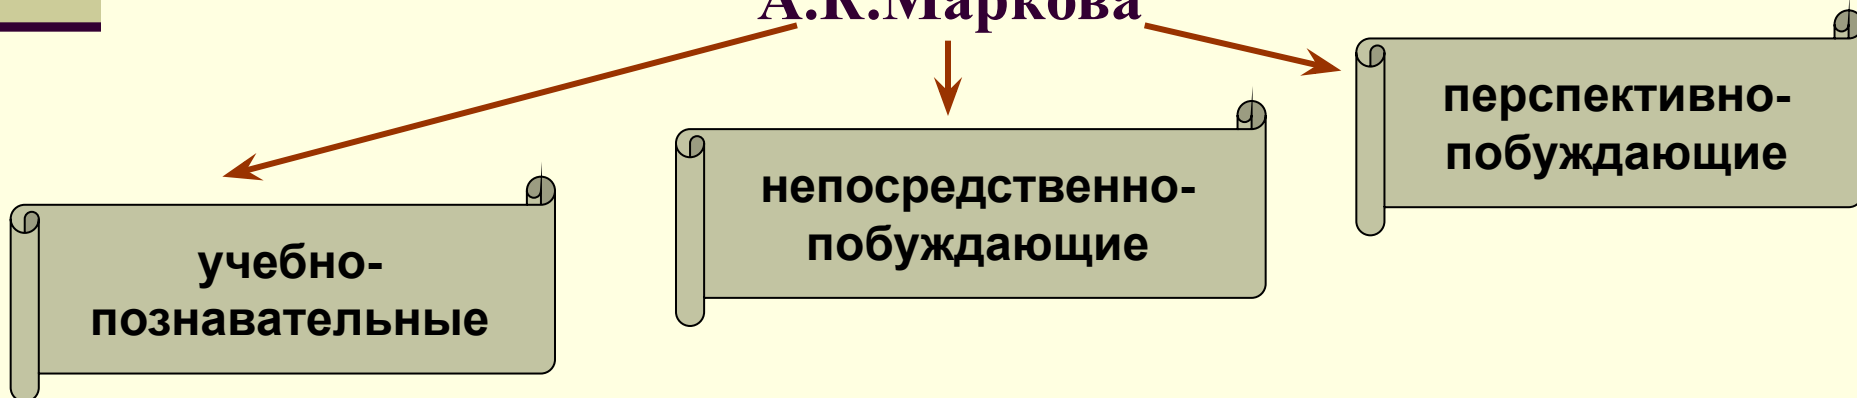 А.К.Маркова
учебно-
познавательные
непосредственно-
побуждающие
перспективно-
побуждающие